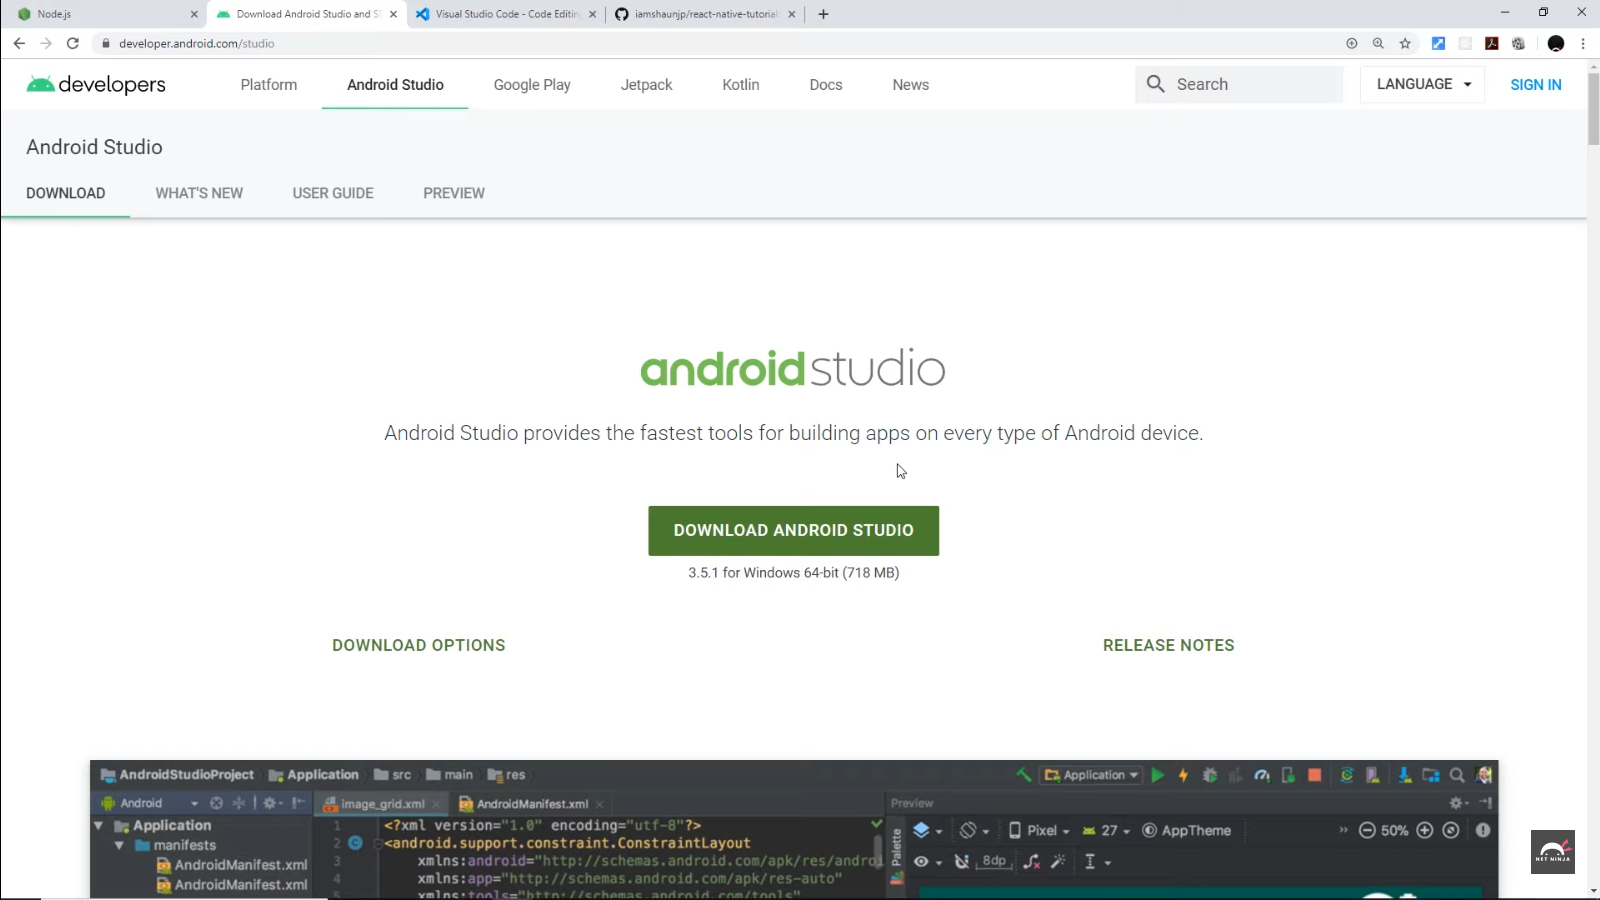 Node.js
Download Android Studio and S
Visual Studio Code - Code Editin
iamshaunjp/react-native-tutorial
developer.android.com/studio
developers
Platform
Android Studio
Google Play
Jetpack
Kotlin
Docs
News
Search
LANGUAGE
SIGN IN
Android Studio
DOWNLOAD
WHAT'S NEW
USER GUIDE
PREVIEW
androidstudio
Android Studio provides the fastest tools for building apps on every type of Android device.
DOWNLOAD ANDROID STUDIO
3.5.1 for Windows 64-bit (718 MB)
DOWNLOAD OPTIONS
RELEASE NOTES
AndroidStudioProject
Application
src
main
res
Application
Android
image_grid.xml
AndroidManifest.xml
Preview
Application
manifests
AndroidManifest.xml
AndroidManifest.xml
1 <?xml version="1.0" encoding="utf-8"?>
2 <android.support.constraint.ConstraintLayout
3 xmlns:android="http://schemas.android.com/apk/res/androi
4 xmlns:app="http://schemas.android.com/apk/res-auto"
5 xmlns:tools="http://schemas.android.com/tools"
Palette
Pixel
27
AppTheme
50%
8dp
NET NINJA